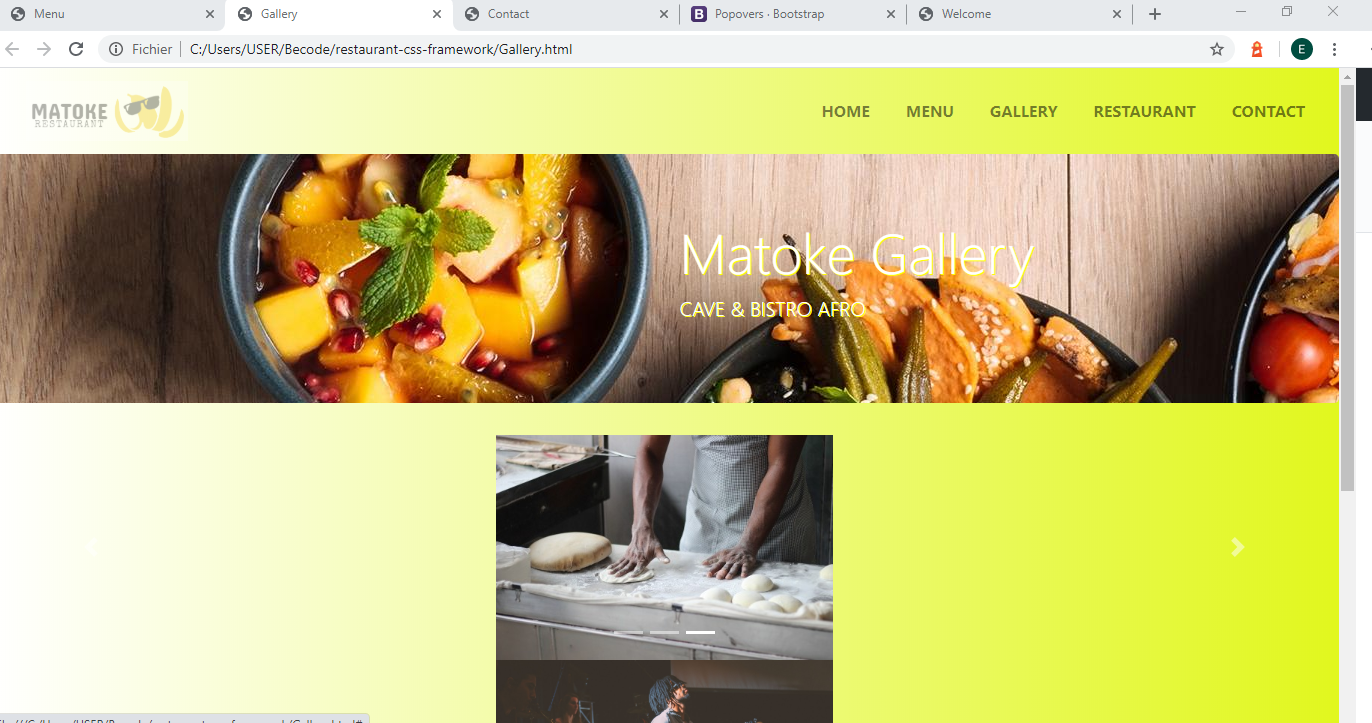 Menu
Gallery
Contact
Popovers · Bootstrap
Welcome
Fichier
C:/Users/USER/Becode/restaurant-css-framework/Gallery.html
E
MATOKE
RESTAURANT
HOME
MENU
GALLERY
RESTAURANT
CONTACT
Matoke Gallery
CAVE & BISTRO AFRO